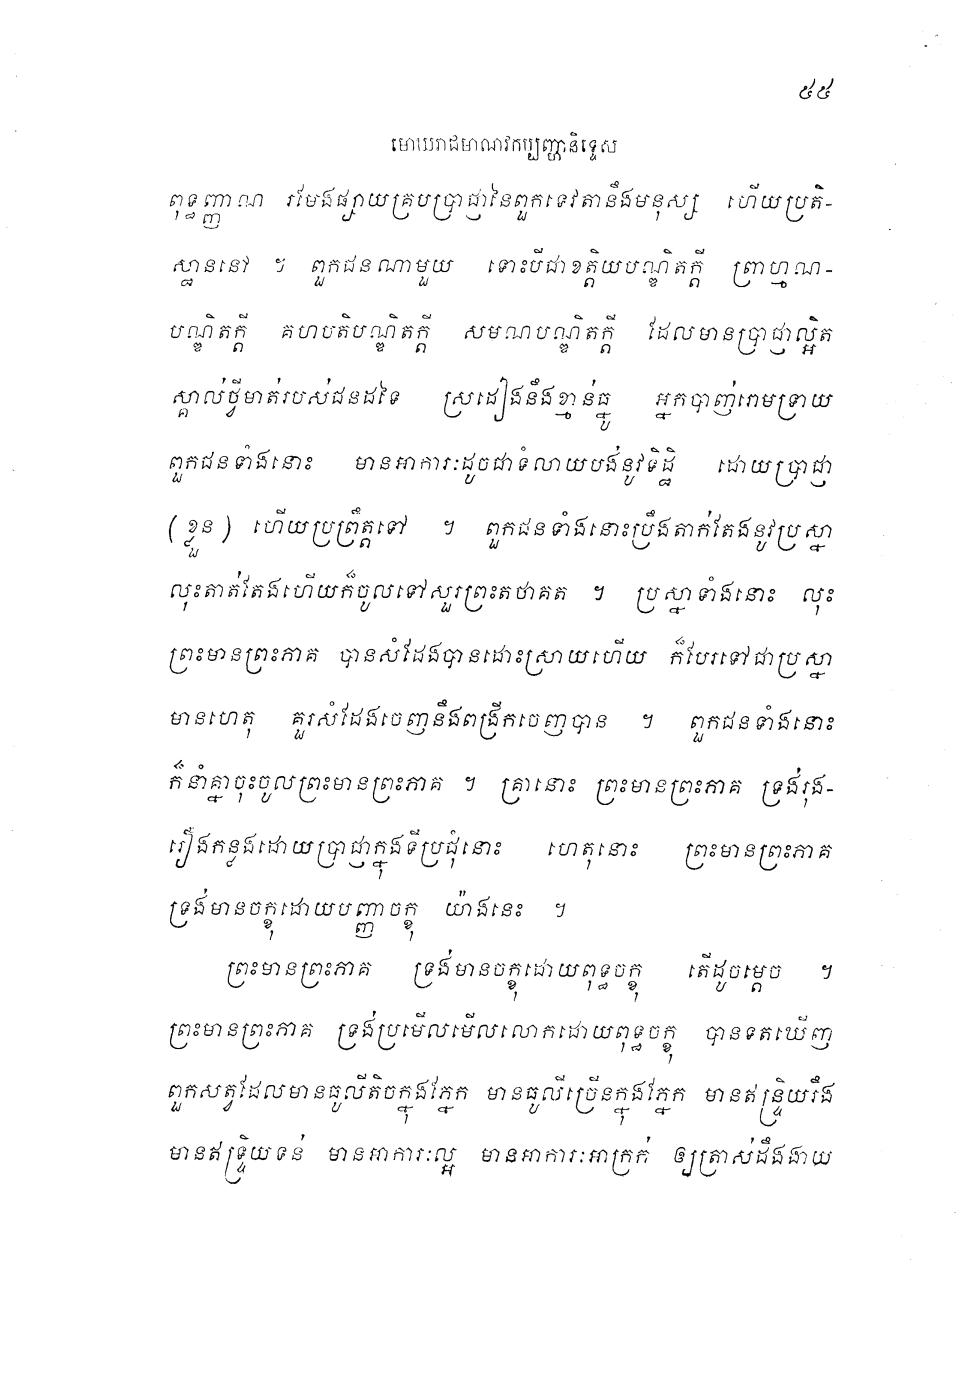 ៥៥
មោឃរាជមាណវកប្បញ្ហានិទ្ទេស
ពុទ្ធញ្ញាណ រមែងផ្សាយគ្របប្រាជ្ញានៃពួកទេវតានឹងមនុស្ស ហើយប្រតិ-
ស្ឋាននៅ ។ ពួកជនណាមួយ ទោះបីជាខត្តិយបណ្ឌិតក្តី ព្រាហ្មណ-
បណ្ឌិតក្តី គហបតិបណ្ឌិតក្តី សមណបណ្ឌិតក្តី ដែលមានប្រាជ្ញាល្អិត
ស្គាល់ថ្វីមាត់របស់ជនដទៃ ស្រដៀងនឹងខ្មាន់ធ្នូ អ្នកបាញ់រោមទ្រាយ
ពួកជនទាំងនោះ មានអាការៈដូចជាទំលាយបង់នូវទិដ្ឋិ ដោយប្រាជ្ញា
(ខ្លួន) ហើយប្រព្រឹត្តទៅ ។ ពួកជនទាំងនោះប្រឹងតាក់តែងនូវប្រស្នា
លុះតាត់តែងហើយក៏ចូលទៅសួរព្រះតថាគត ។ ប្រស្នាទាំងនោះ លុះ
ព្រះមានព្រះភាគ បានសំដែងបានដោះស្រាយហើយ ក៏បែរទៅជាប្រស្នា
មានហេតុ គួរសំដែងចេញនឹងពង្រីកចេញបាន ។ ពួកជនទាំងនោះ
ក៏នាំគ្នាចុះចូលព្រះមានព្រះភាគ ។ គ្រានោះ ព្រះមានព្រះភាគ ទ្រង់រុង-
រឿងកន្លងដោយប្រាជ្ញាក្នុងទីប្រជុំនោះ ហេតុនោះ ព្រះមានព្រះភាគ
ទ្រង់មានចក្ខុដោយបញ្ញាចក្ខុ យ៉ាងនេះ ។
ព្រះមានព្រះភាគ ទ្រង់មានចក្ខុដោយពុទ្ធចក្ខុ តើដូចម្តេច ។
ព្រះមានព្រះភាគ ទ្រង់ប្រមើលមើលលោកដោយពុទ្ធចក្ខុ បានទតឃើញ
ពួកសត្វដែលមានធូលីតិចក្នុងភ្នែក មានធូលីច្រើនក្នុងភ្នែក មានឥន្ទ្រិយរឹង
មានឥន្ទ្រិយទន់ មានអាការៈល្អ មានអាការៈអាក្រក់ ឲ្យត្រាស់ដឹងងាយ